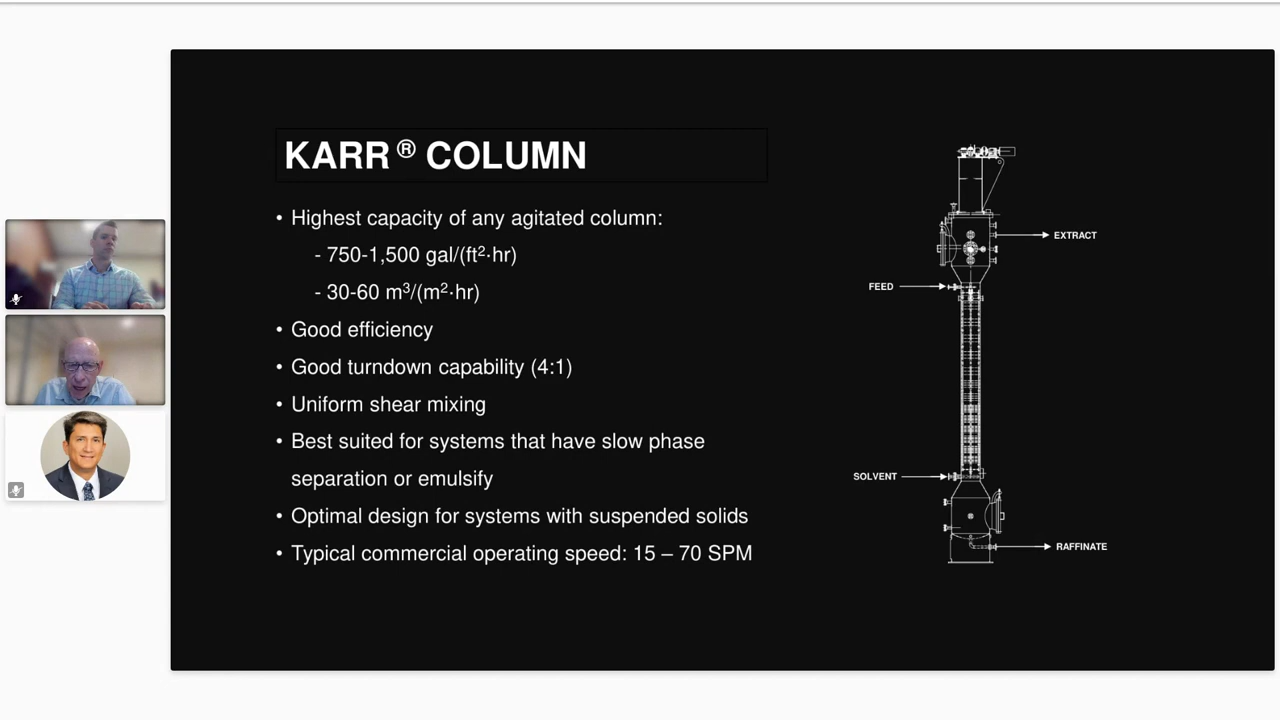 KARR® COLUMN
• Highest capacity of any agitated column:
- 750-1,500 gal/(ft²·hr)
- 30-60 m³/(m²·hr)
• Good efficiency
• Good turndown capability (4:1)
• Uniform shear mixing
• Best suited for systems that have slow phase
separation or emulsify
• Optimal design for systems with suspended solids
• Typical commercial operating speed: 15 – 70 SPM
EXTRACT
FEED
SOLVENT
RAFFINATE